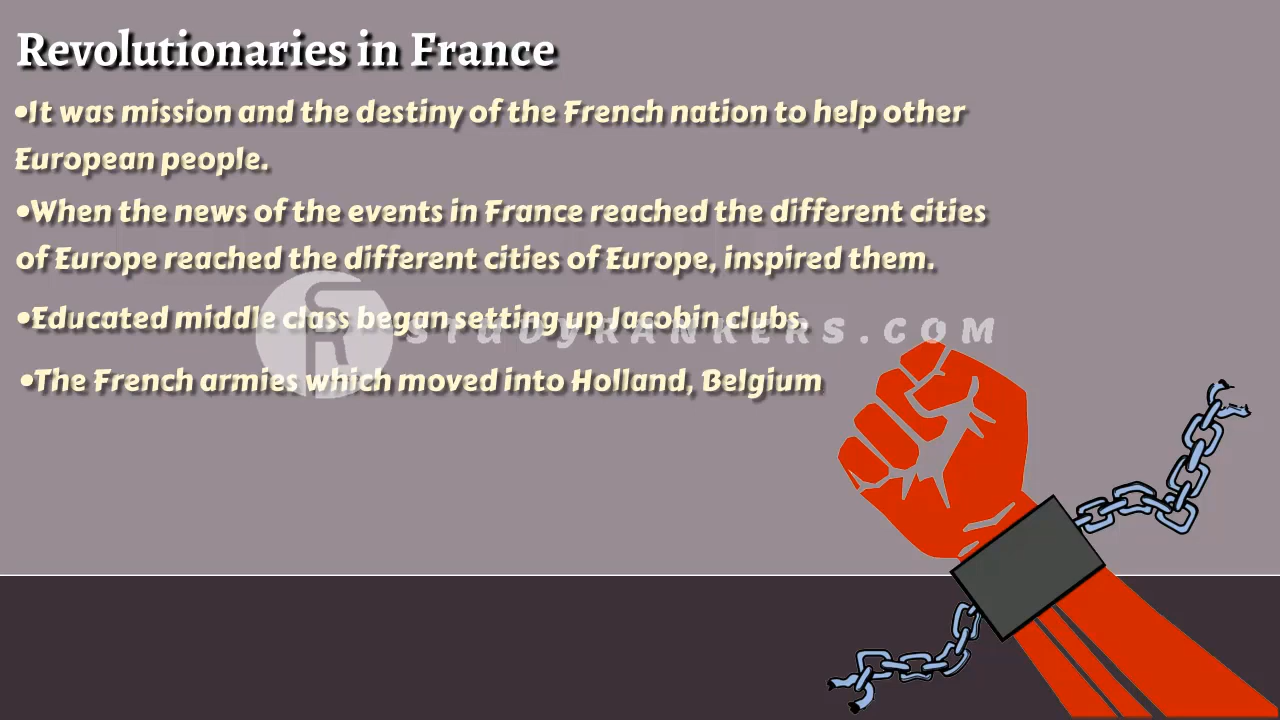 Revolutionaries in France
•It was mission and the destiny of the French nation to help other
European people.
•When the news of the events in France reached the different cities
of Europe reached the different cities of Europe, inspired them.
•Educated middle class began setting up Jacobin clubs.
STUDYRANKERS.COM
•The French armies which moved into Holland, Belgium